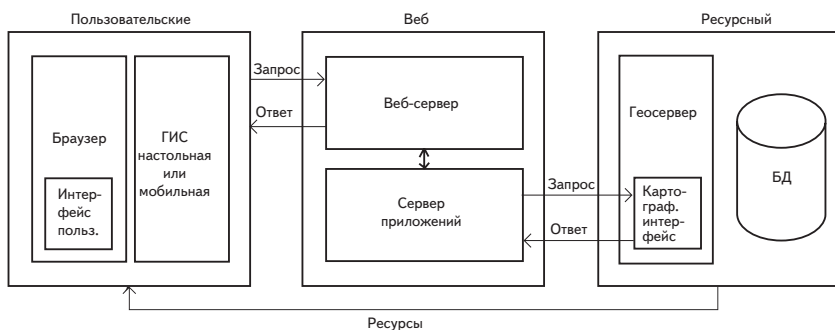 Пользовательские
Веб
Ресурсный
Браузер
Интер-
фейс
польз.
ГИС
настольная
или
мобильная
Запрос
Ответ
Веб-сервер
Сервер
приложений
Запрос
Ответ
Геосервер
Карто-
граф.
интер-
фейс
БД
Ресурсы